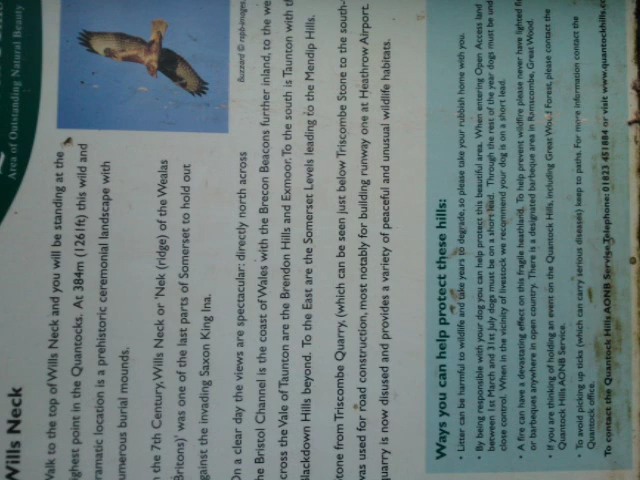 Area of Outstanding Natural Beauty
Wills Neck
Walk to the top of Wills Neck and you will be standing at the
highest point in the Quantocks. At 384m (1261ft) this wild and
dramatic location is a prehistoric ceremonial landscape with
numerous burial mounds.
In the 7th Century, Wills Neck or 'Nek (ridge) of the Wealas
(Britons)' was one of the last parts of Somerset to hold out
against the invading Saxon King Ina.
Buzzard © rspb-images.
On a clear day the views are spectacular; directly north across
the Bristol Channel is the coast of Wales with the Brecon Beacons further inland, to the we
across the Vale of Taunton are the Brendon Hills and Exmoor. To the south is Taunton with th
Blackdown Hills beyond. To the East are the Somerset Levels leading to the Mendip Hills.
Stone from Triscombe Quarry, (which can be seen just below Triscombe Stone to the south-
was used for road construction, most notably for building runway one at Heathrow Airport.
quarry is now disused and provides a variety of peaceful and unusual wildlife habitats.
Ways you can help protect these hills:
• Litter can be harmful to wildlife and take years to degrade, so please take your rubbish home with you.
• By being responsible with your dog you can help protect this beautiful area. When entering Open Access land
between 1st March and 31st July dogs must be on a short lead. Through the rest of the year dogs must be und
close control. When in the vicinity of livestock we recommend your dog is on a short lead.
• A fire can have a devastating effect on this fragile heathland. To help prevent wildfire please never have lighted fi
or barbeques anywhere in open country. There is a designated barbeque area in Ramscombe, Great Wood.
• If you are thinking of holding an event on the Quantock Hills, including Great Wood Forest, please contact the
Quantock Hills AONB Service.
• To avoid picking up ticks (which can carry serious diseases) keep to paths. For more information contact the
Quantock office.
To contact the Quantock Hills AONB Service Telephone: 01823 451884 or visit www.quantockhills.co